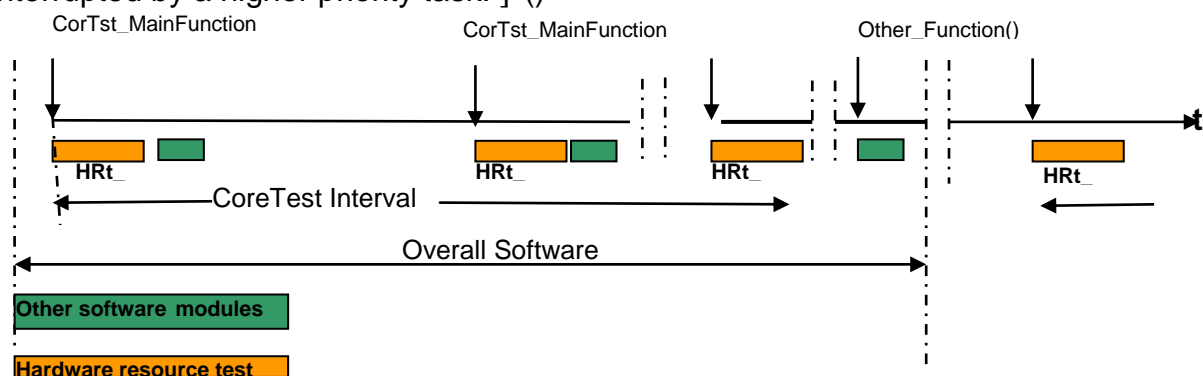 interrupted by a higher priority task. ] ()
CorTst_MainFunction
CorTst_MainFunction
Other_Function()
t
HRt_
HRt_
HRt_
HRt_
CoreTest Interval
Overall Software
Other software modules
Hardware resource test